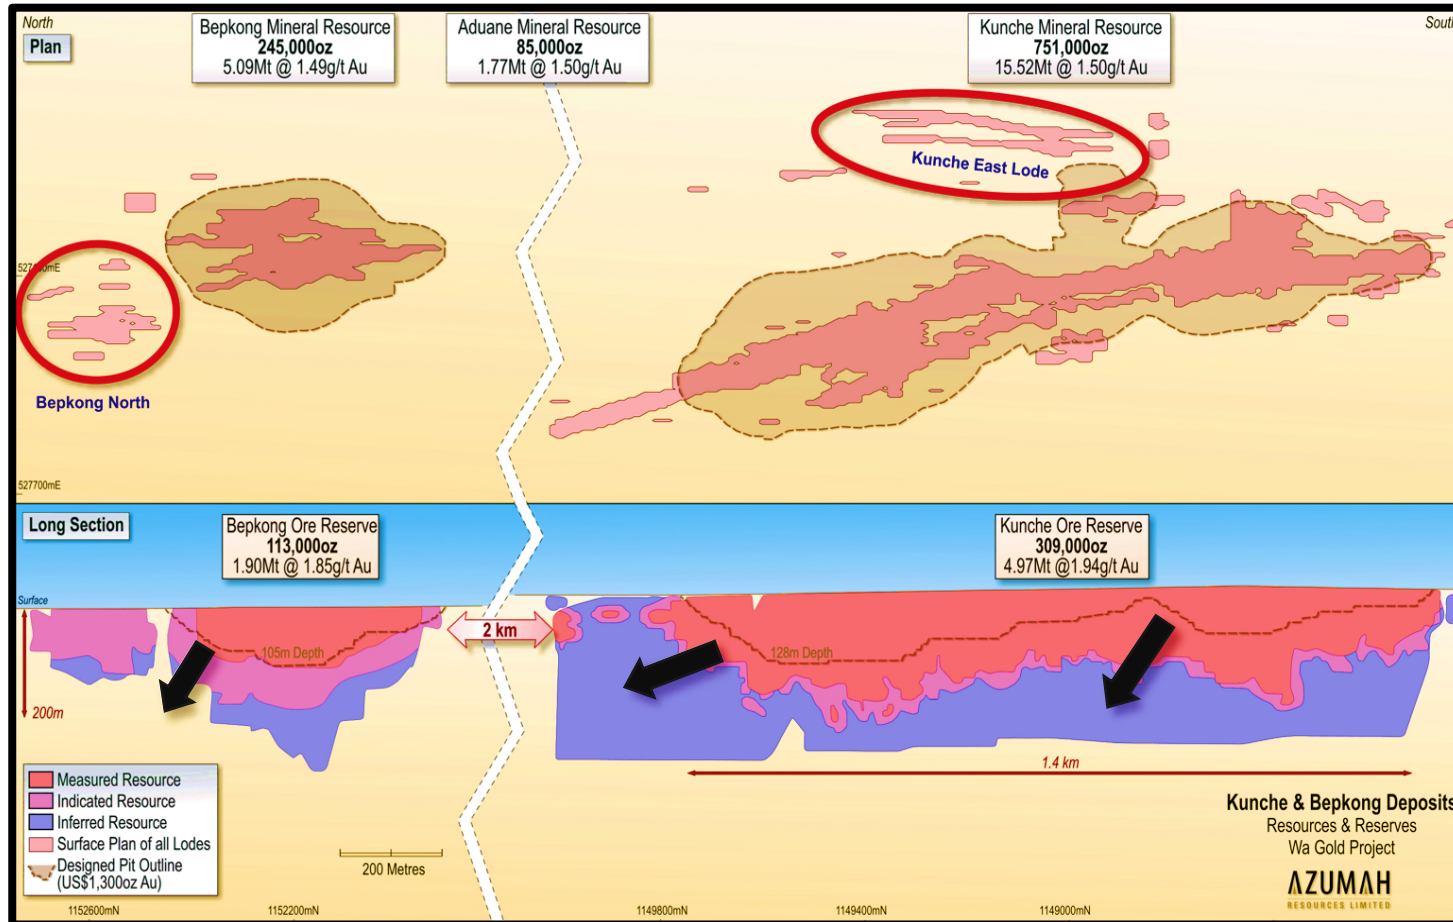 North
South
Plan
Bepkong Mineral Resource
245,000oz
5.09Mt @ 1.49g/t Au
Aduane Mineral Resource
85,000oz
1.77Mt @ 1.50g/t Au
Kunche Mineral Resource
751,000oz
15.52Mt @ 1.50g/t Au
Kunche East Lode
Bepkong North
527700mE
Long Section
Bepkong Ore Reserve
113,000oz
1.90Mt @ 1.85g/t Au
Kunche Ore Reserve
309,000oz
4.97Mt @1.94g/t Au
Surface
2 km
105m Depth
128m Depth
200m
1.4 km
Measured Resource
Indicated Resource
Inferred Resource
Surface Plan of all Lodes
Designed Pit Outline
(US$1,300oz Au)
200 Metres
Kunche & Bepkong Deposits
Resources & Reserves
Wa Gold Project
AZUMAH
RESOURCES LIMITED
1152600mN
1152200mN
1149800mN
1149400mN
1149000mN